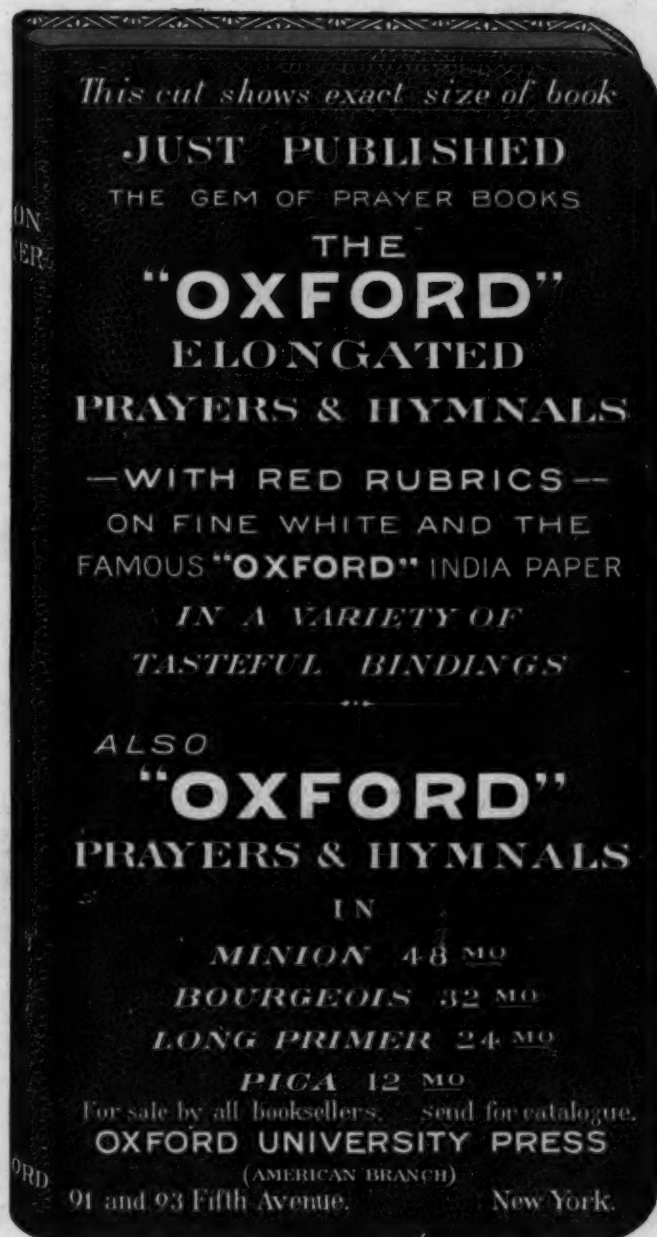 This cut shows exact size of book
JUST PUBLISHED
THE GEM OF PRAYER BOOKS
THE
"OXFORD"
ELONGATED
PRAYERS & HYMNALS
—WITH RED RUBRICS—
ON FINE WHITE AND THE
FAMOUS "OXFORD" INDIA PAPER
IN A VARIETY OF
TASTEFUL BINDINGS
ALSO
"OXFORD"
PRAYERS & HYMNALS
IN
MINION 48 MO
BOURGEOIS 32 MO
LONG PRIMER 24 MO
PICA 12 MO
For sale by all booksellers. Send for catalogue.
OXFORD UNIVERSITY PRESS
(AMERICAN BRANCH)
91 and 93 Fifth Avenue. New York.